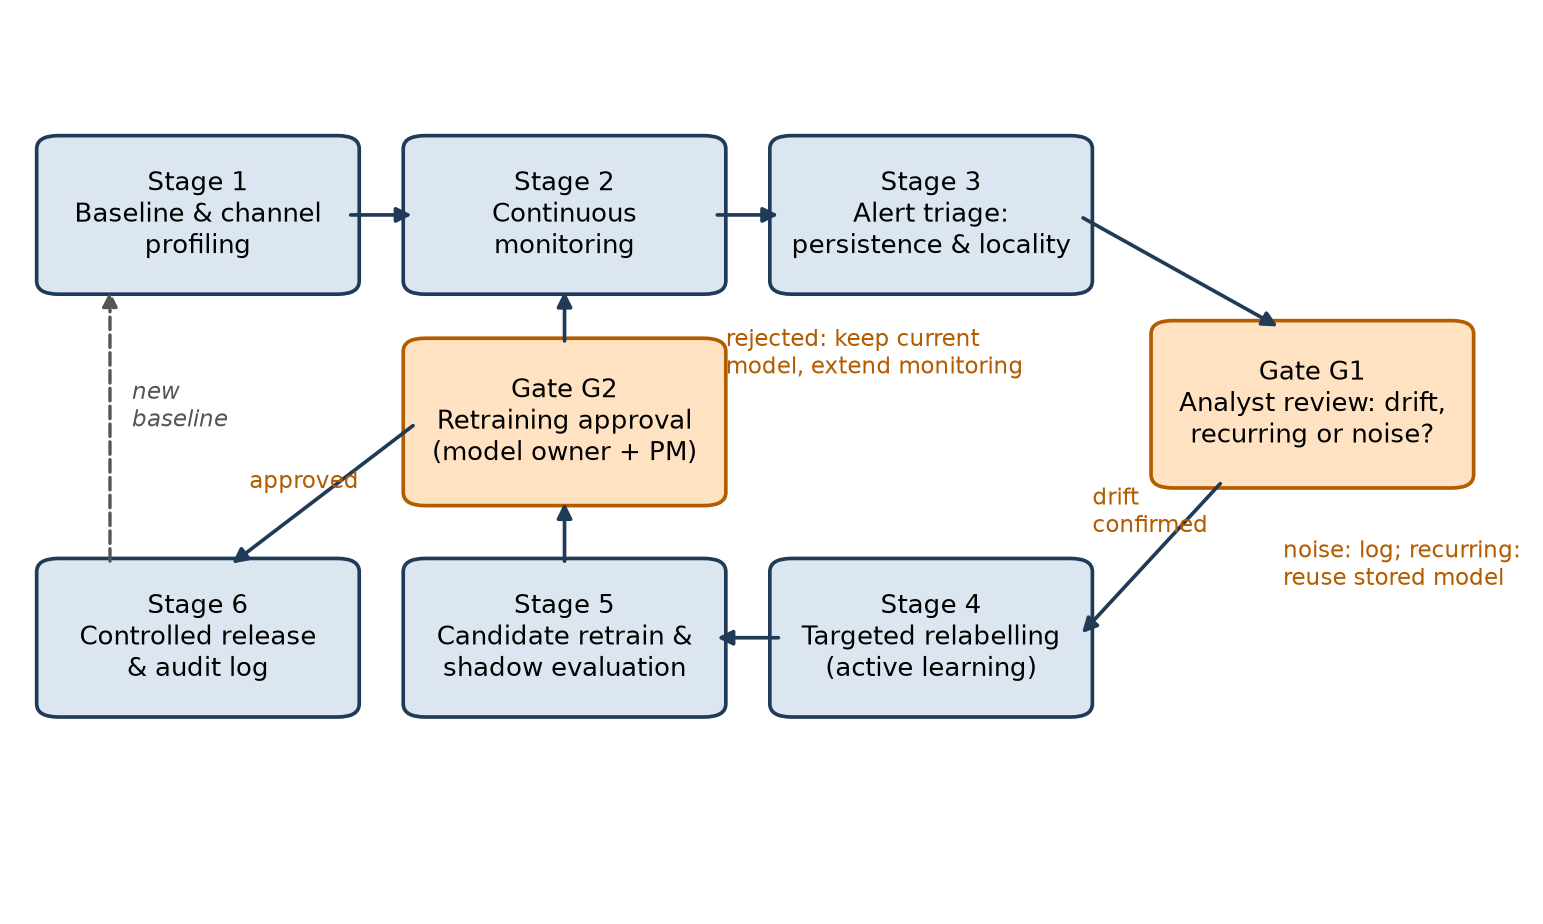 Stage 1
Baseline & channel
profiling
Stage 2
Continuous
monitoring
Stage 3
Alert triage:
persistence & locality
rejected: keep current
model, extend monitoring
Gate G1
Analyst review: drift,
recurring or noise?
Gate G2
Retraining approval
(model owner + PM)
new
baseline
approved
drift
confirmed
noise: log; recurring:
reuse stored model
Stage 6
Controlled release
& audit log
Stage 5
Candidate retrain &
shadow evaluation
Stage 4
Targeted relabelling
(active learning)